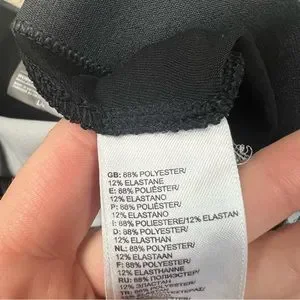 GB: 88% POLYESTER/
12% ELASTANE
E: 88% POLIÉSTER/
12% ELASTANO
P: 88% POLIÉSTER/
12% ELASTANO
I: 88% POLIESTERE/12% ELASTAN
D: 88% POLYESTER/
12% ELASTHAN
NL: 88% POLYESTER/
12% ELASTAAN
F: 88% POLYESTER/
12% ELASTHANNE
RU: 88% ПОЛИЭСТЕР/
12% ЭЛАСТАН